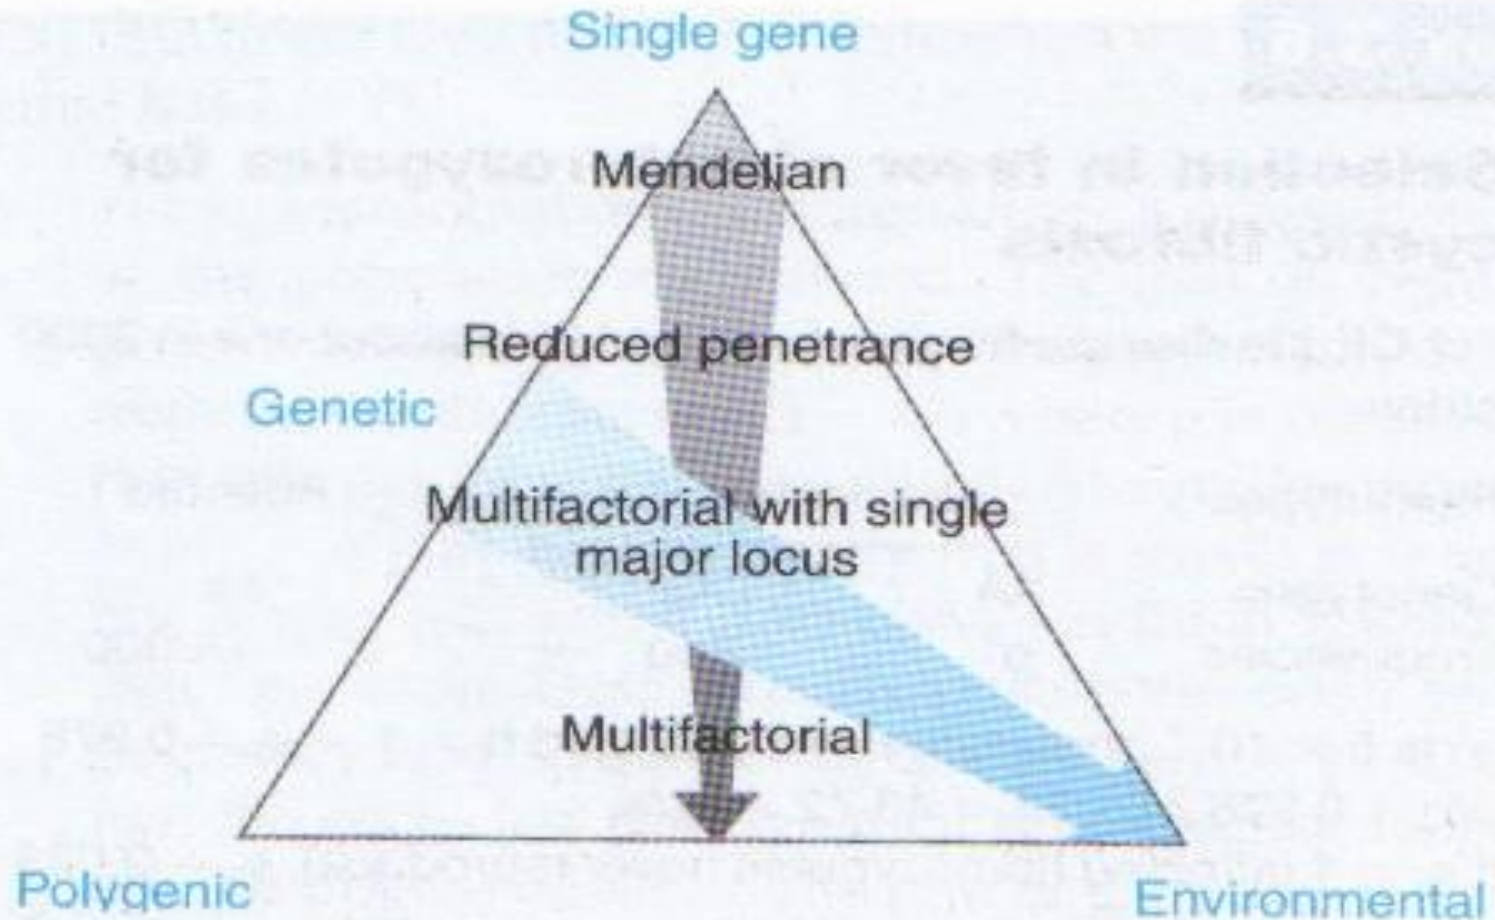 Single gene
Mendelian
Reduced penetrance
Genetic
Multifactorial with single
major locus
Multifactorial
Polygenic
Environmental